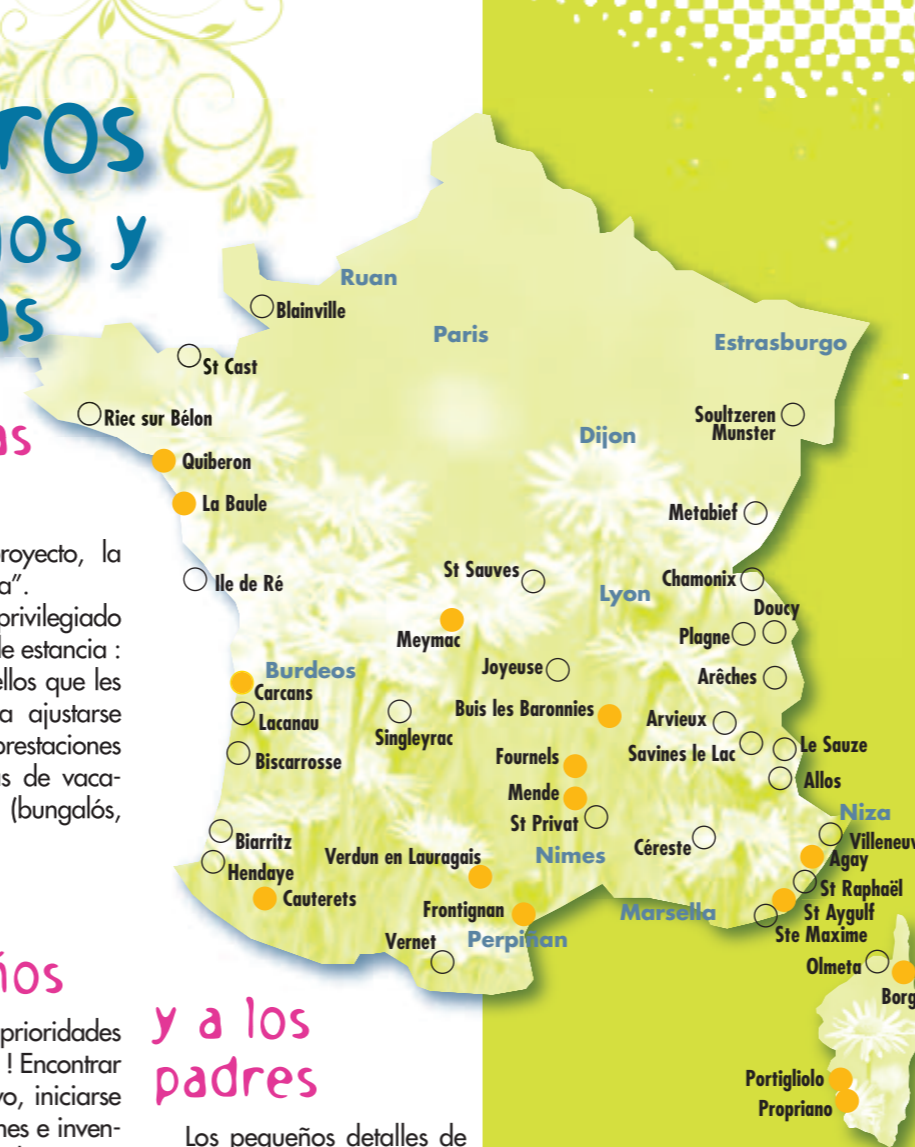 ros
os y
as
as
royecto, la
a”.
privilegiado
de estancia :
ellos que les
a ajustarse
prestaciones
as de vaca-
(bungalós,
ños
prioridades
! Encontrar
vo, iniciarse
nes e inven-
y a los
padres
Los pequeños detalles de
Ruan
Blainville
Paris
Estrasburgo
St Cast
Riec sur Bélon
Soultzeren
Munster
Dijon
Quiberon
La Baule
Metabief
Ile de Ré
St Sauves
Chamonix
Lyon
Doucy
Meymac
Plagne
Joyeuse
Arêches
Burdeos
Carcans
Lacanau
Singleyrac
Buis les Baronnies
Arvieux
Biscarrosse
Savines le Lac
Le Sauze
Fournels
Allos
Mende
St Privat
Niza
Biarritz
Céreste
Villeneuv
Hendaye
Verdun en Lauragais
Nimes
Agay
Cauterets
St Raphaël
Frontignan
Marsella
St Aygulf
Vernet
Perpiñan
Ste Maxime
Olmeta
Borg
Portigliolo
Propriano